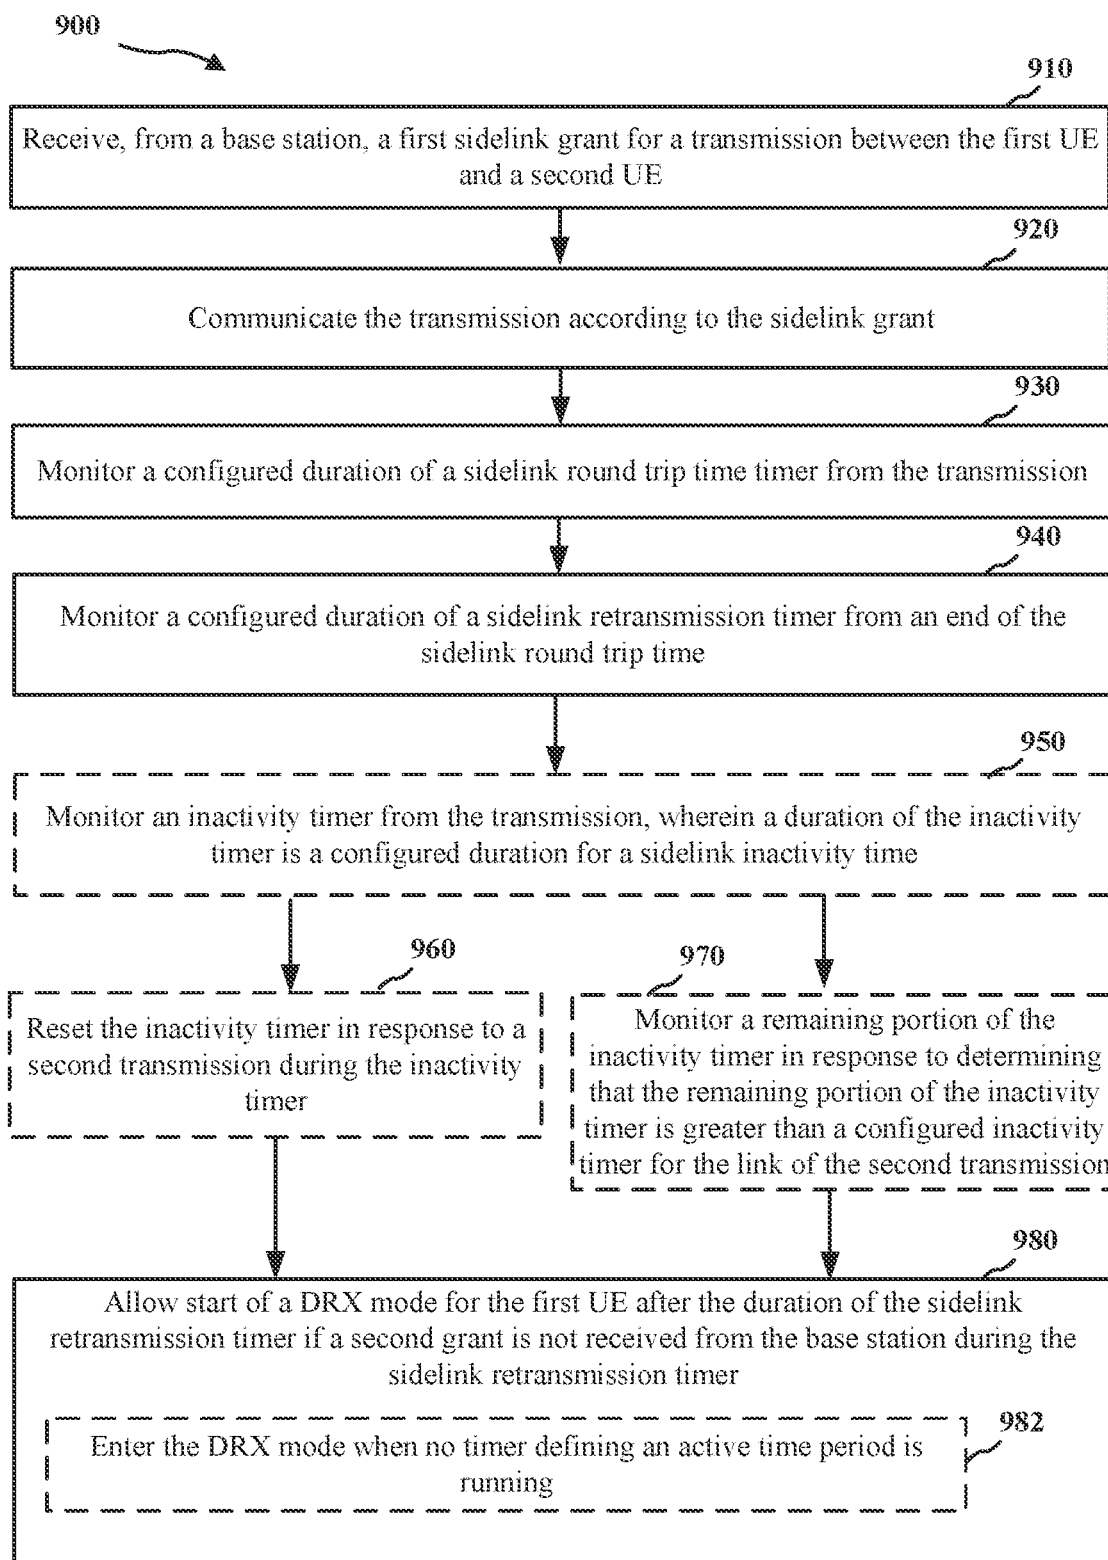 900
910
Receive, from a base station, a first sidelink grant for a transmission between the first UE
and a second UE
920
Communicate the transmission according to the sidelink grant
930
Monitor a configured duration of a sidelink round trip time timer from the transmission
940
Monitor a configured duration of a sidelink retransmission timer from an end of the
sidelink round trip time
950
Monitor an inactivity timer from the transmission, wherein a duration of the inactivity
timer is a configured duration for a sidelink inactivity time
960
Reset the inactivity timer in response to a
second transmission during the inactivity
timer
970
Monitor a remaining portion of the
inactivity timer in response to determining
that the remaining portion of the inactivity
timer is greater than a configured inactivity
timer for the link of the second transmission
980
Allow start of a DRX mode for the first UE after the duration of the sidelink
retransmission timer if a second grant is not received from the base station during the
sidelink retransmission timer
982
Enter the DRX mode when no timer defining an active time period is
running